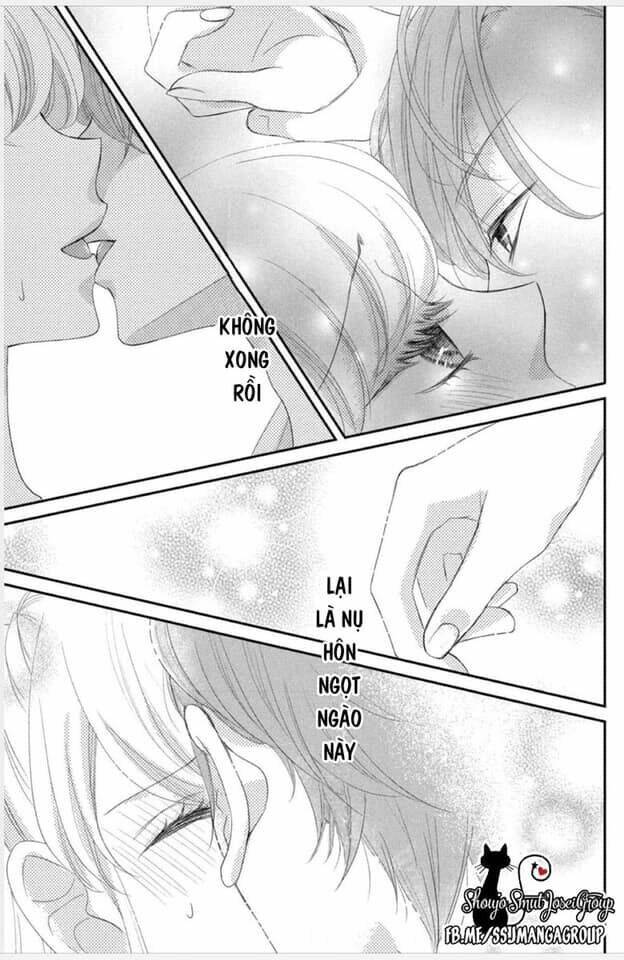 KHÔNG
XONG
RỒI
LẠI
LÀ NỤ
HÔN
NGỌT
NGÀO
NÀY
Shoujo Smut Josei Group
FB.ME/SSJMANGAGROUP